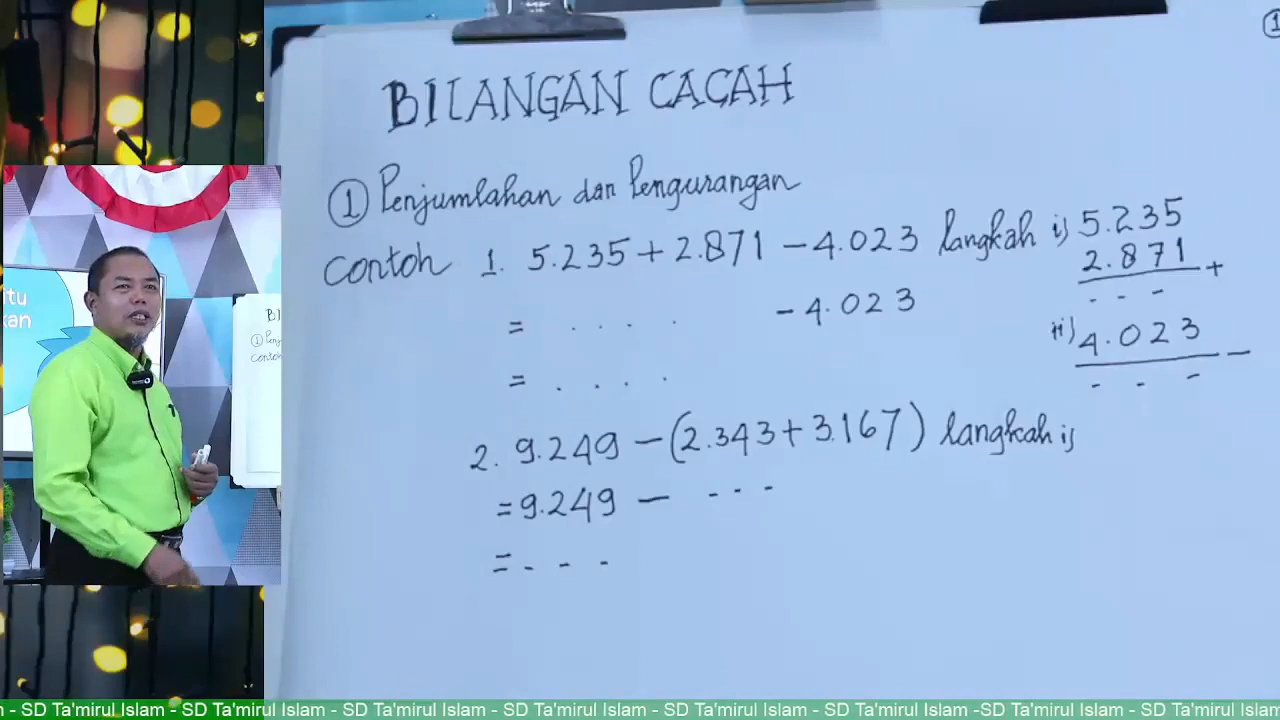 BILANGAN CACAH
① Penjumlahan dan Pengurangan
Contoh 1. 5.235 + 2.871 - 4.023 langkah i) 5.235
2.871 +
- - -
= . . . . - 4.023
ii) 4.023 -
- - -
= . . . .
2. 9.249 - (2.343 + 3.167) langkah i)
= 9.249 - - - -
= - - -
itu
kan
①
- SD Ta'mirul Islam - SD Ta'mirul Islam - SD Ta'mirul Islam - SD Ta'mirul Islam - SD Ta'mirul Islam - SD Ta'mirul Islam -SD Ta'mirul Islam - SD Ta'mirul Islam